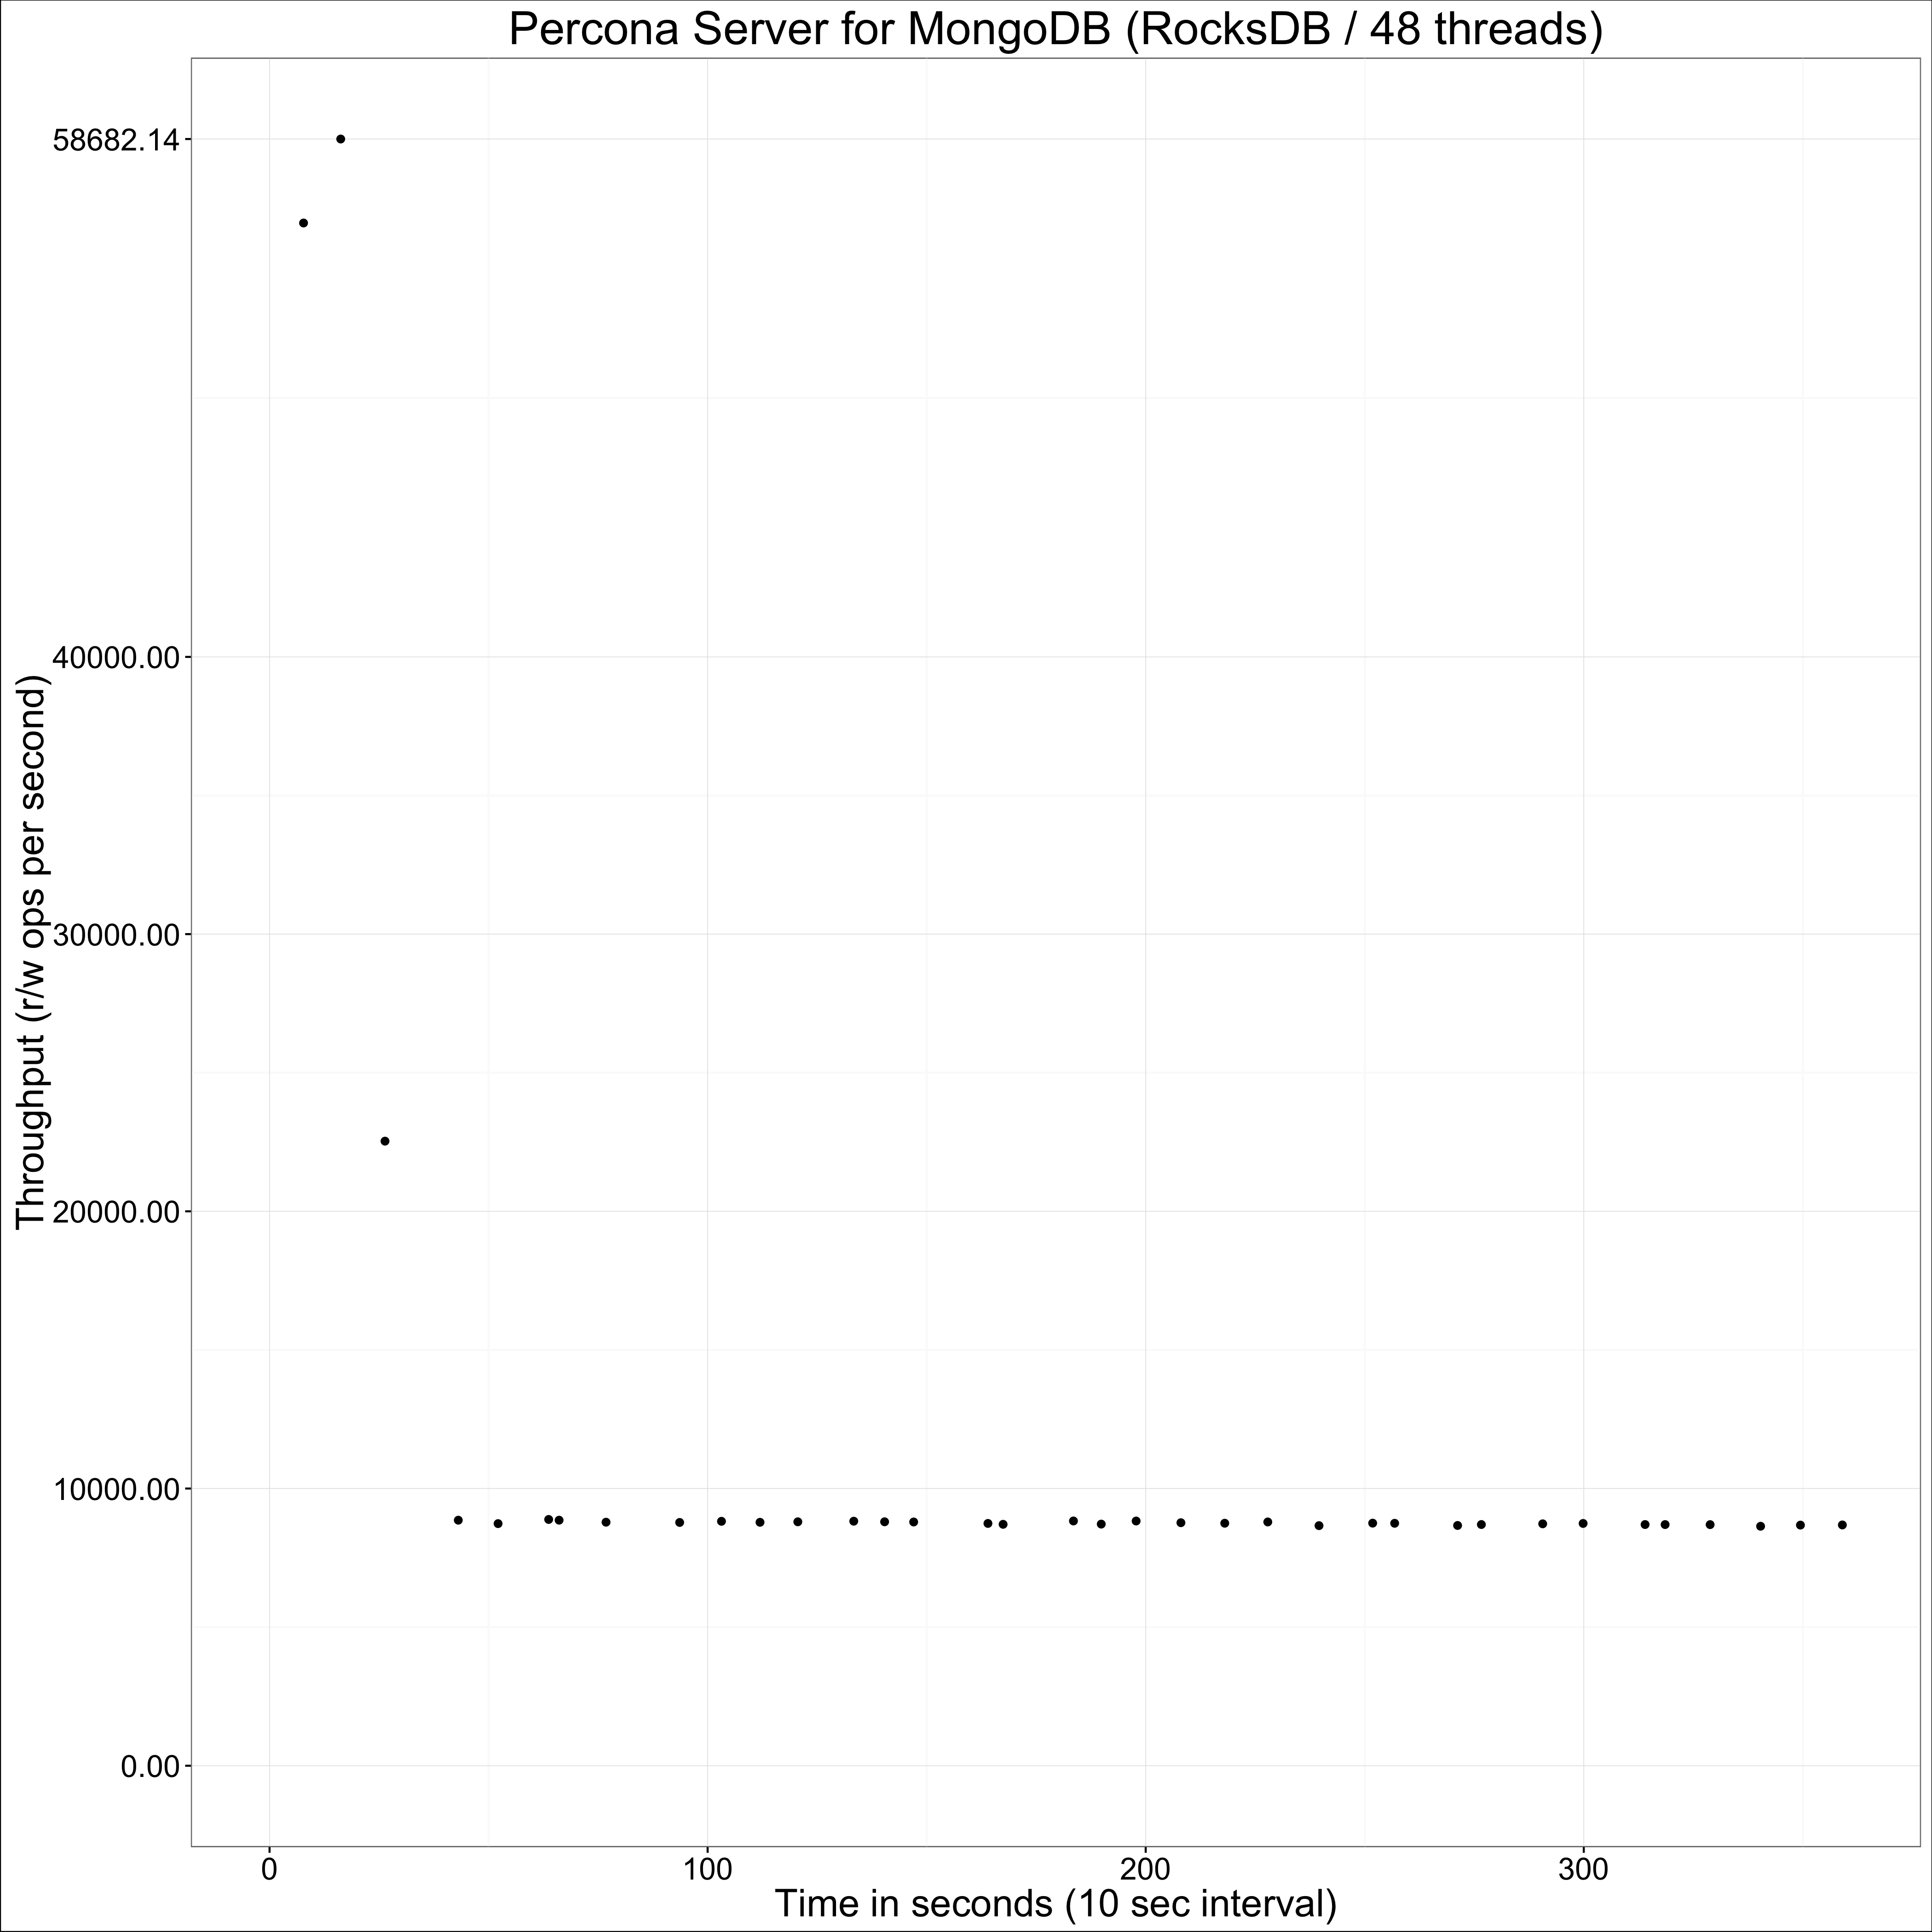 Percona Server for MongoDB (RocksDB / 48 threads)
58682.14
40000.00
30000.00
20000.00
10000.00
0.00
Throughput (r/w ops per second)
0 100 200 300
Time in seconds (10 sec interval)